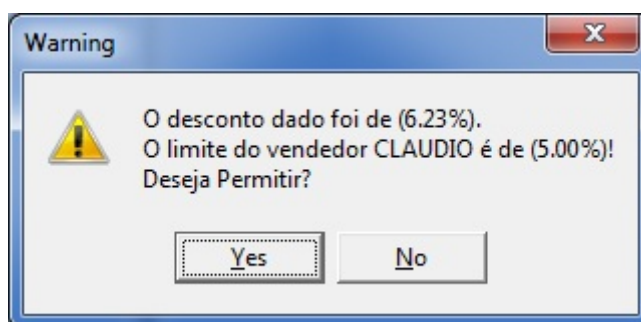 Warning
O desconto dado foi de (6.23%).
O limite do vendedor CLAUDIO é de (5.00%)!
Deseja Permitir?
Yes
No